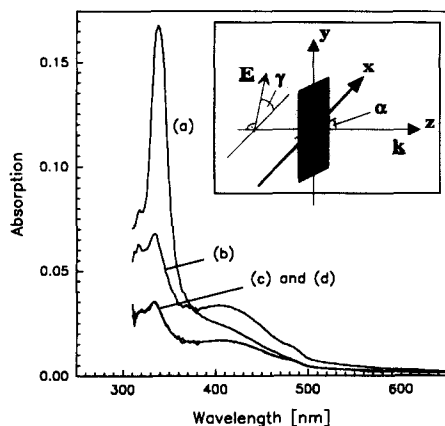 0.15
0.10
0.05
0.00
Absorption
300
400
500
600
Wavelength [nm]
(a)
(b)
(c) and (d)
y
x
E
γ
α
z
k